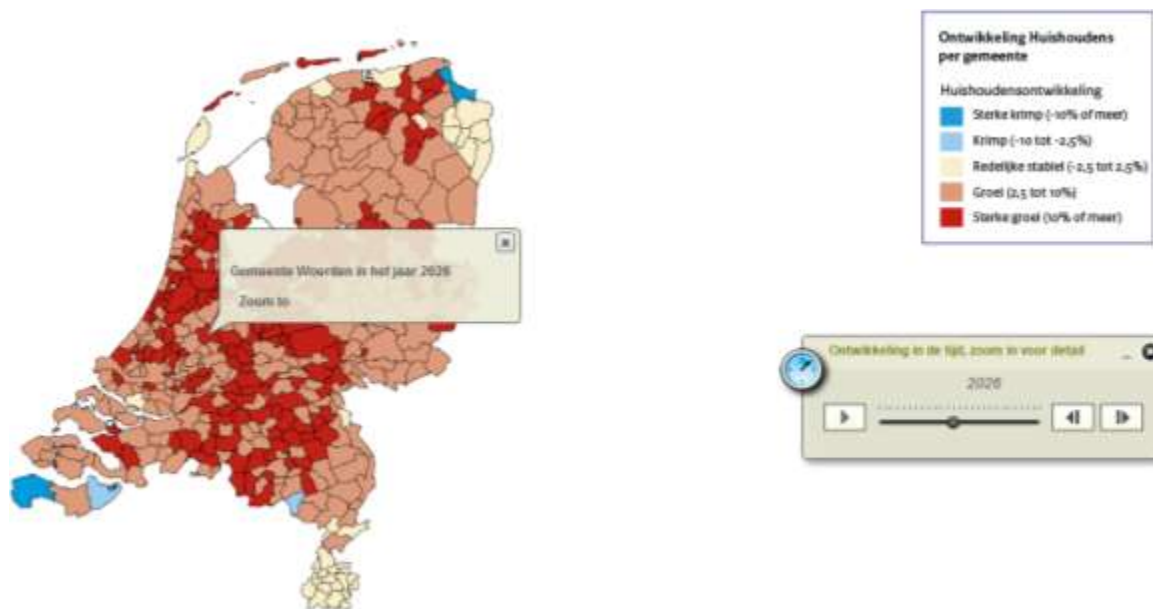 Ontwikkeling Huishoudens
per gemeente
Huishoudensontwikkeling
Sterke krimp (-10% of meer)
Krimp (-10 tot -2,5%)
Redelijke stabiel (-2,5 tot 2,5%)
Groei (2,5 tot 10%)
Sterke groei (10% of meer)
Gemeente Woerden in het jaar 2026
Zoom to
Ontwikkeling in de tijd, zoom in voor detail
2026